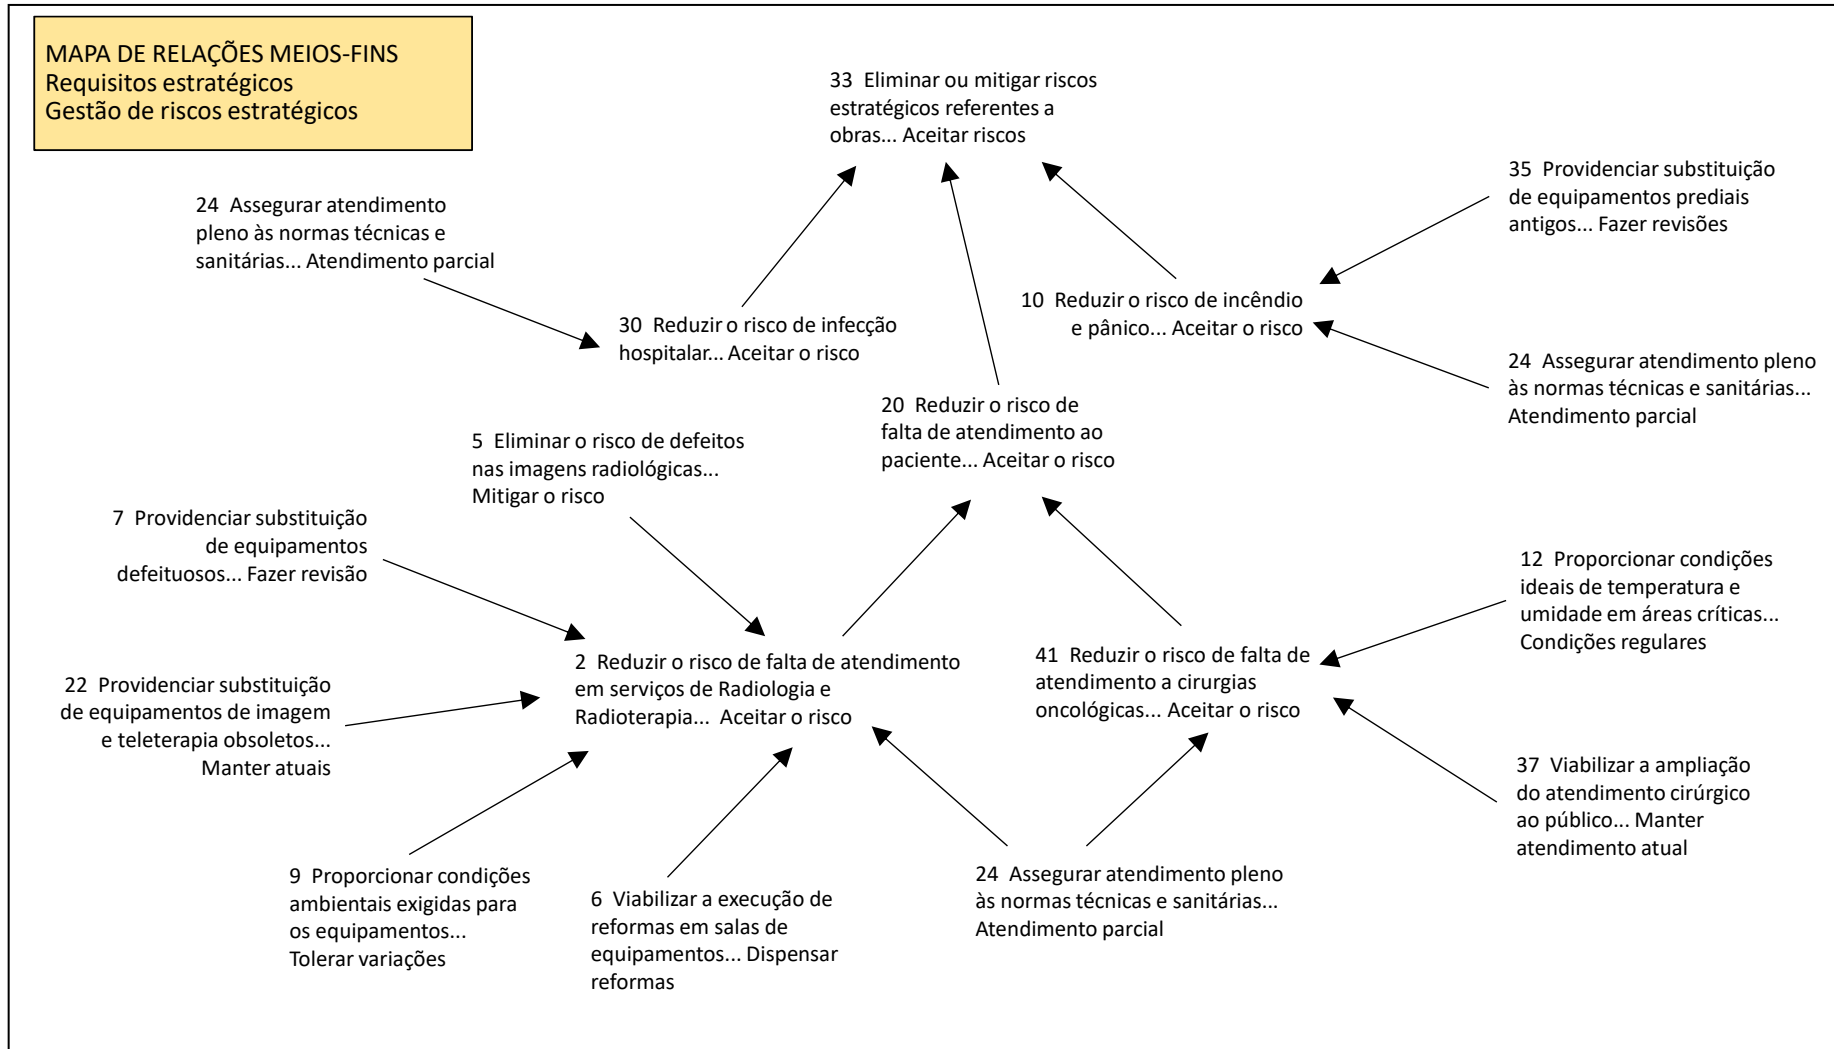 MAPA DE RELAÇÕES MEIOS-FINS
Requisitos estratégicos
Gestão de riscos estratégicos
33 Eliminar ou mitigar riscos
estratégicos referentes a
obras... Aceitar riscos
24 Assegurar atendimento
pleno às normas técnicas e
sanitárias... Atendimento parcial
35 Providenciar substituição
de equipamentos prediais
antigos... Fazer revisões
30 Reduzir o risco de infecção
hospitalar... Aceitar o risco
10 Reduzir o risco de incêndio
e pânico... Aceitar o risco
24 Assegurar atendimento pleno
às normas técnicas e sanitárias...
Atendimento parcial
20 Reduzir o risco de
falta de atendimento ao
paciente... Aceitar o risco
5 Eliminar o risco de defeitos
nas imagens radiológicas...
Mitigar o risco
7 Providenciar substituição
de equipamentos
defeituosos... Fazer revisão
12 Proporcionar condições
ideais de temperatura e
umidade em áreas críticas...
Condições regulares
2 Reduzir o risco de falta de atendimento
em serviços de Radiologia e
Radioterapia... Aceitar o risco
41 Reduzir o risco de falta de
atendimento a cirurgias
oncológicas... Aceitar o risco
22 Providenciar substituição
de equipamentos de imagem
e teleterapia obsoletos...
Manter atuais
37 Viabilizar a ampliação
do atendimento cirúrgico
ao público... Manter
atendimento atual
9 Proporcionar condições
ambientais exigidas para
os equipamentos...
Tolerar variações
6 Viabilizar a execução de
reformas em salas de
equipamentos... Dispensar
reformas
24 Assegurar atendimento pleno
às normas técnicas e sanitárias...
Atendimento parcial